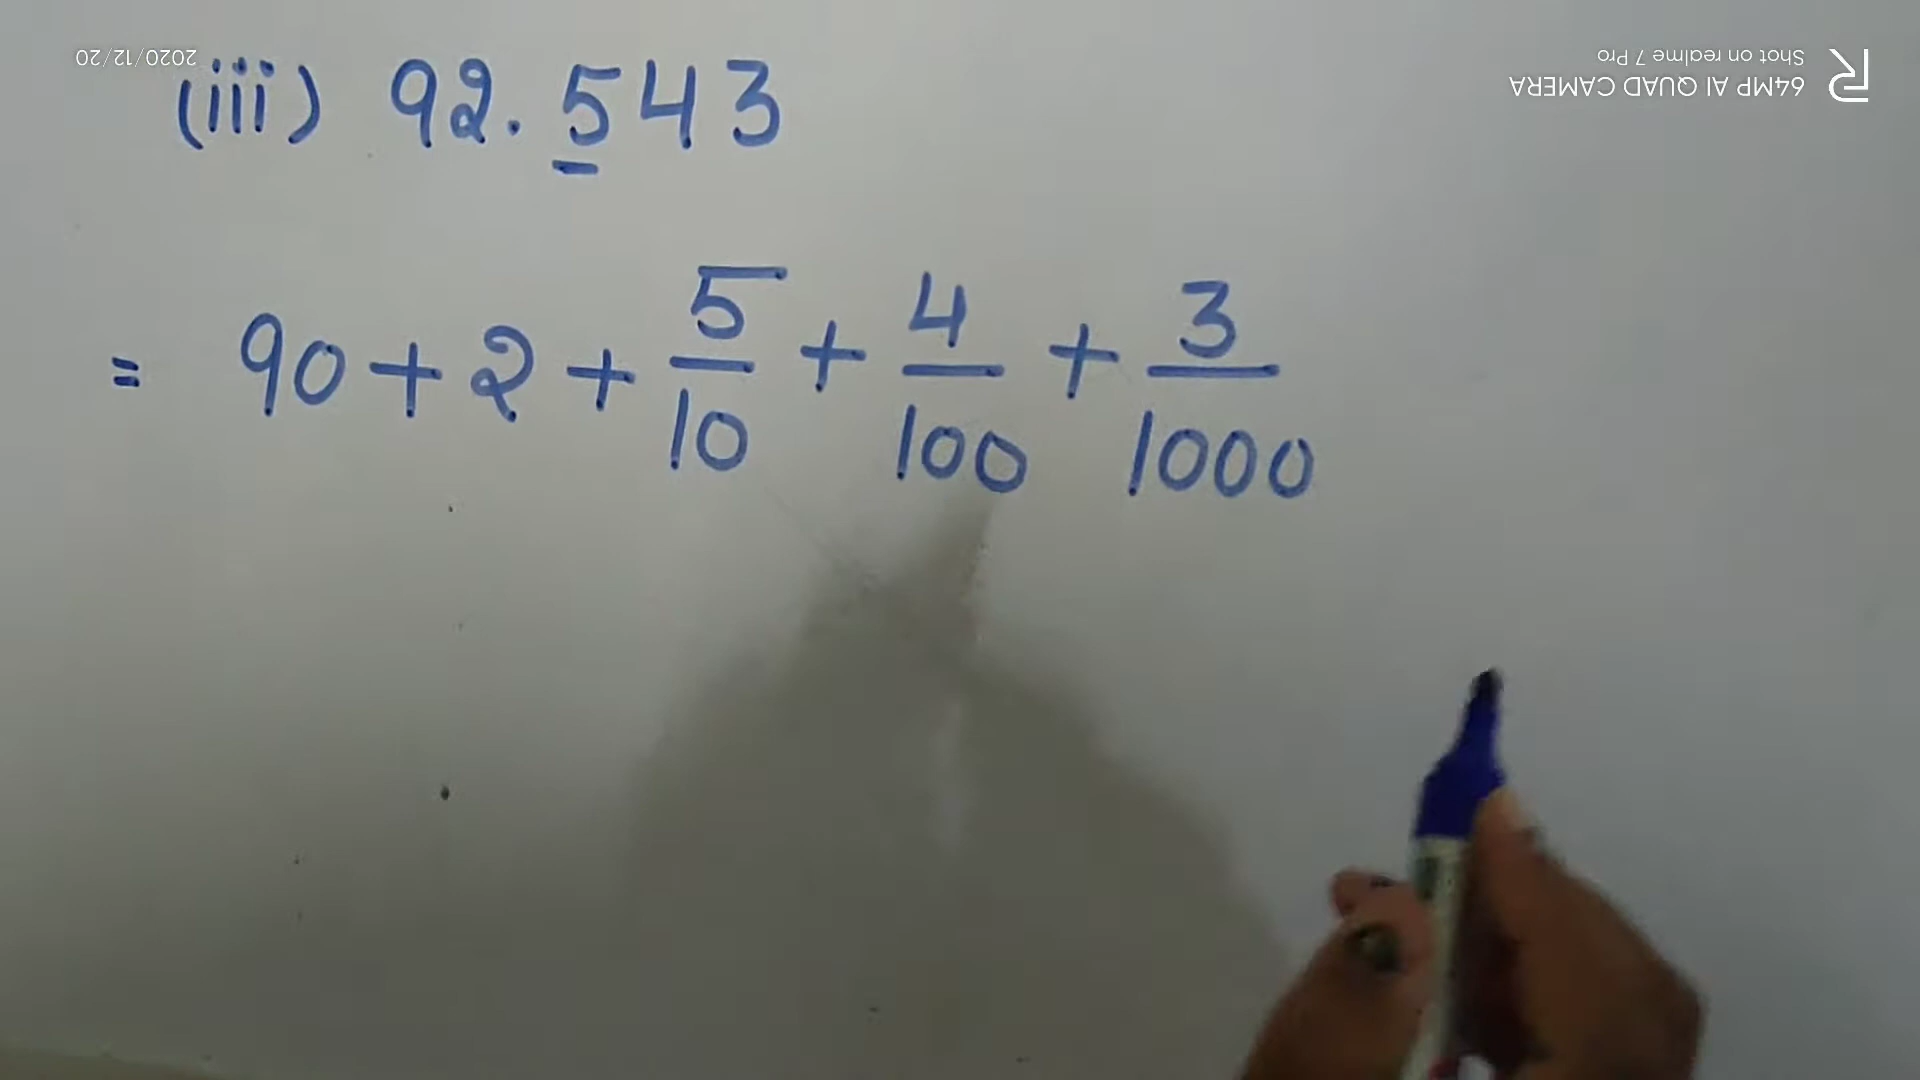 (iii) 92.543
= 90 + 2 + 5/10 + 4/100 + 3/1000
64MP AI QUAD CAMERA
Shot on realme 7 Pro
2020/12/20